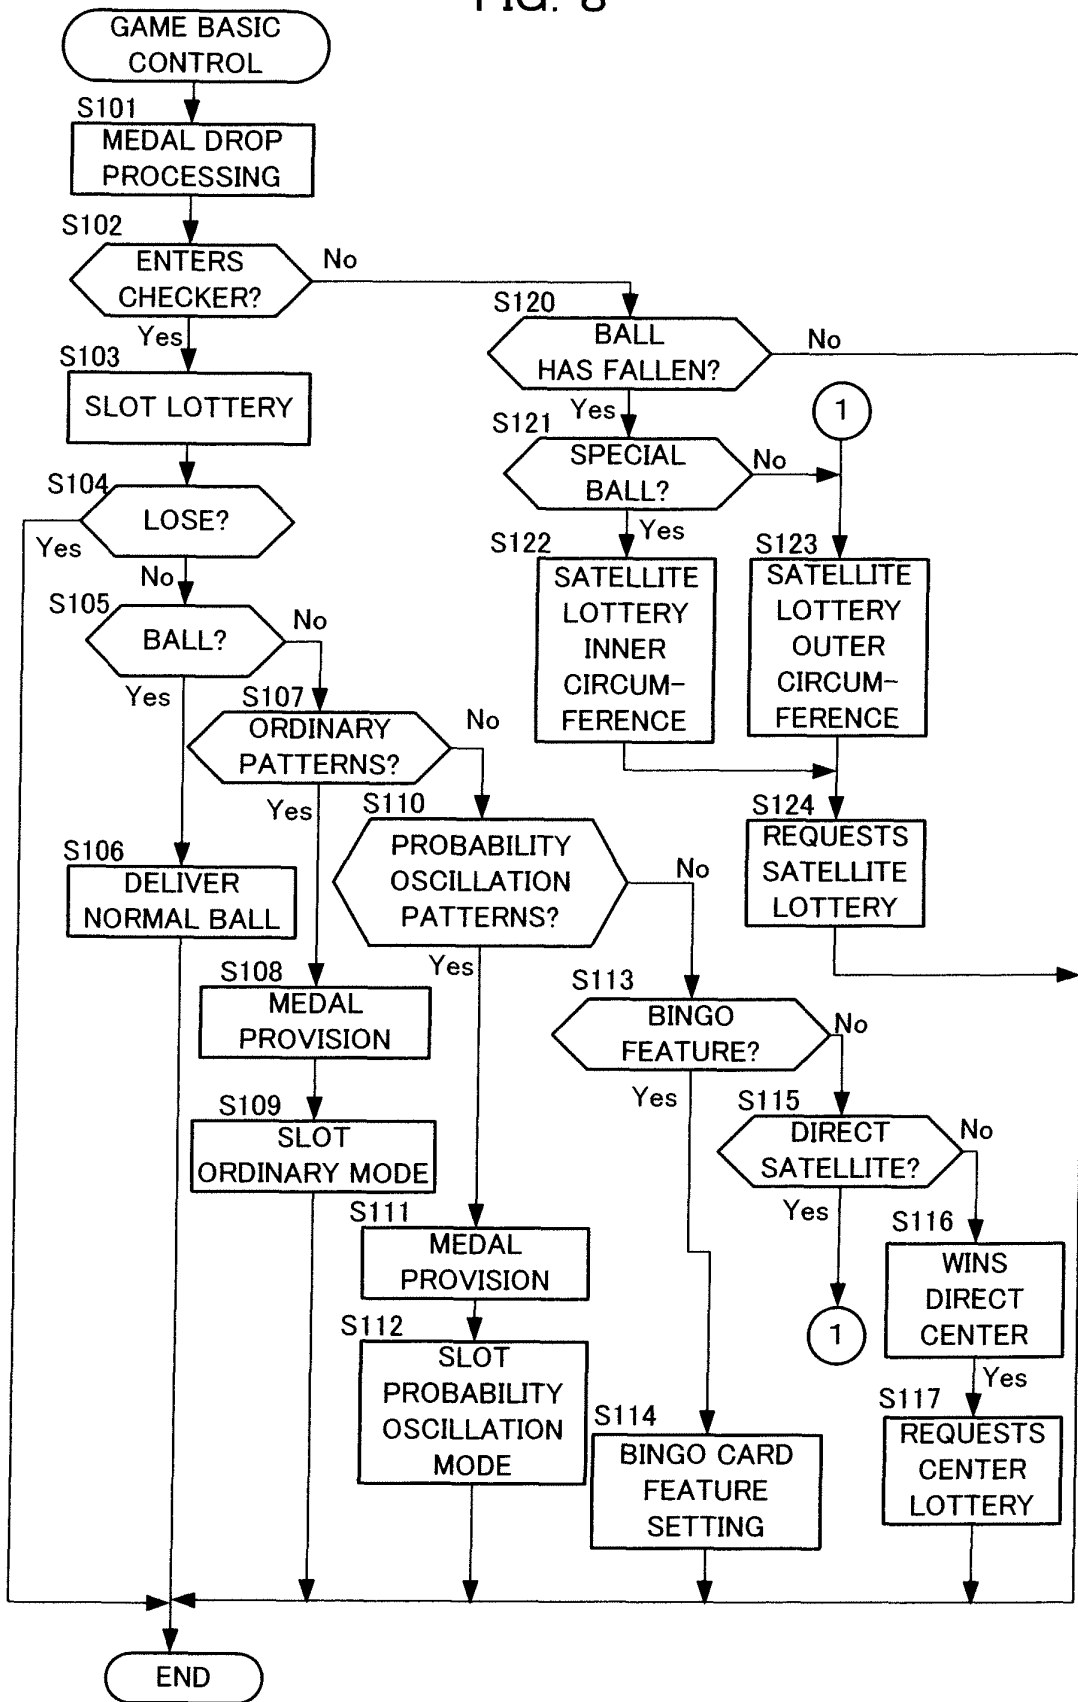 FIG. 8
GAME BASIC
CONTROL
S101
MEDAL DROP
PROCESSING
S102
ENTERS
CHECKER?
No
Yes
S103
SLOT LOTTERY
S104
LOSE?
Yes
No
S105
BALL?
No
Yes
S106
DELIVER
NORMAL BALL
S107
ORDINARY
PATTERNS?
No
Yes
S108
MEDAL
PROVISION
S109
SLOT
ORDINARY MODE
S110
PROBABILITY
OSCILLATION
PATTERNS?
No
Yes
S111
MEDAL
PROVISION
S112
SLOT
PROBABILITY
OSCILLATION
MODE
S113
BINGO
FEATURE?
No
Yes
S114
BINGO CARD
FEATURE
SETTING
S115
DIRECT
SATELLITE?
No
Yes
1
S116
WINS
DIRECT
CENTER
Yes
S117
REQUESTS
CENTER
LOTTERY
S120
BALL
HAS FALLEN?
No
Yes
S121
SPECIAL
BALL?
No
Yes
1
S122
SATELLITE
LOTTERY
INNER
CIRCUM-
FERENCE
S123
SATELLITE
LOTTERY
OUTER
CIRCUM-
FERENCE
S124
REQUESTS
SATELLITE
LOTTERY
END